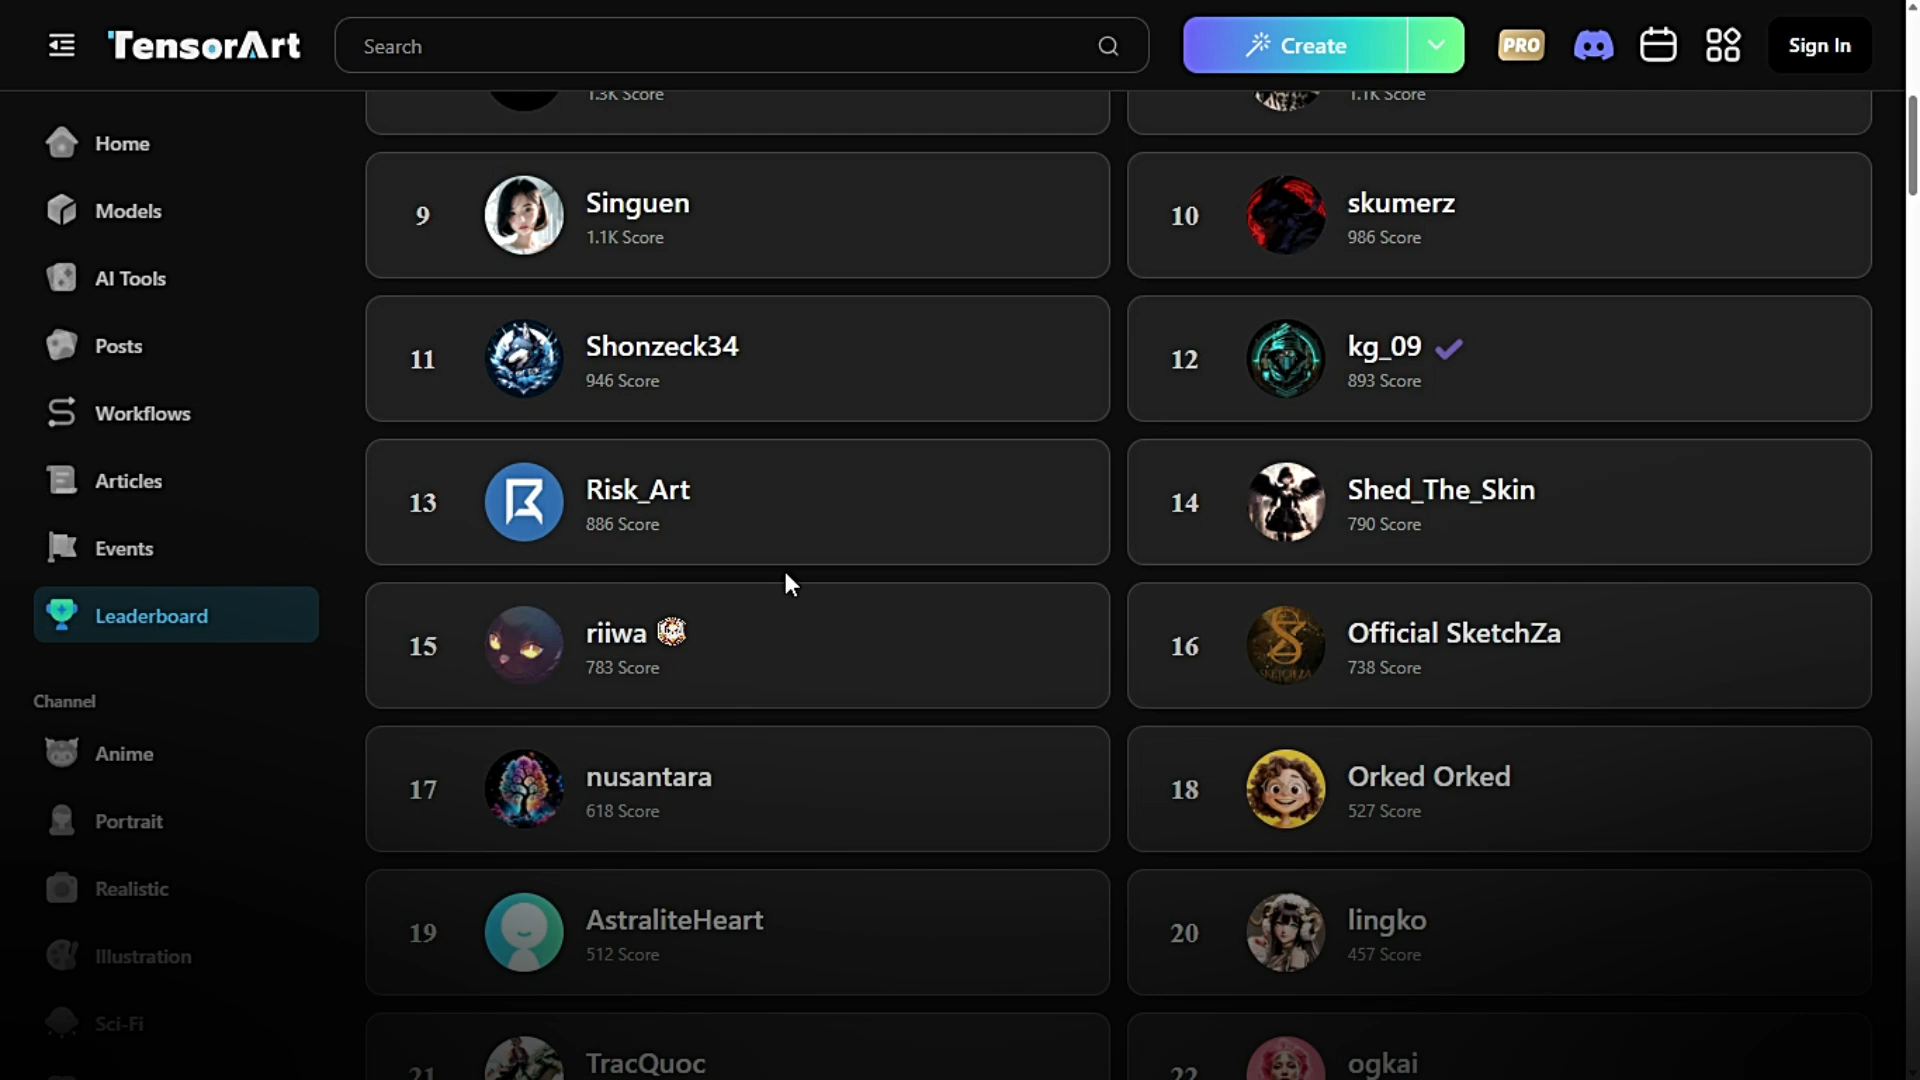 TensorArt
Search
Create
PRO
Sign In
Home
Models
AI Tools
Posts
Workflows
Articles
Events
Leaderboard
Channel
Anime
Portrait
Realistic
Illustration
Sci-Fi
1.3K Score
1.1K Score
9
Singuen
1.1K Score
10
skumerz
986 Score
11
Shonzeck34
946 Score
12
kg_09
893 Score
13
Risk_Art
886 Score
14
Shed_The_Skin
790 Score
15
riiwa
783 Score
16
Official SketchZa
738 Score
17
nusantara
618 Score
18
Orked Orked
527 Score
19
AstraliteHeart
512 Score
20
lingko
457 Score
21
TracQuoc
22
ogkai